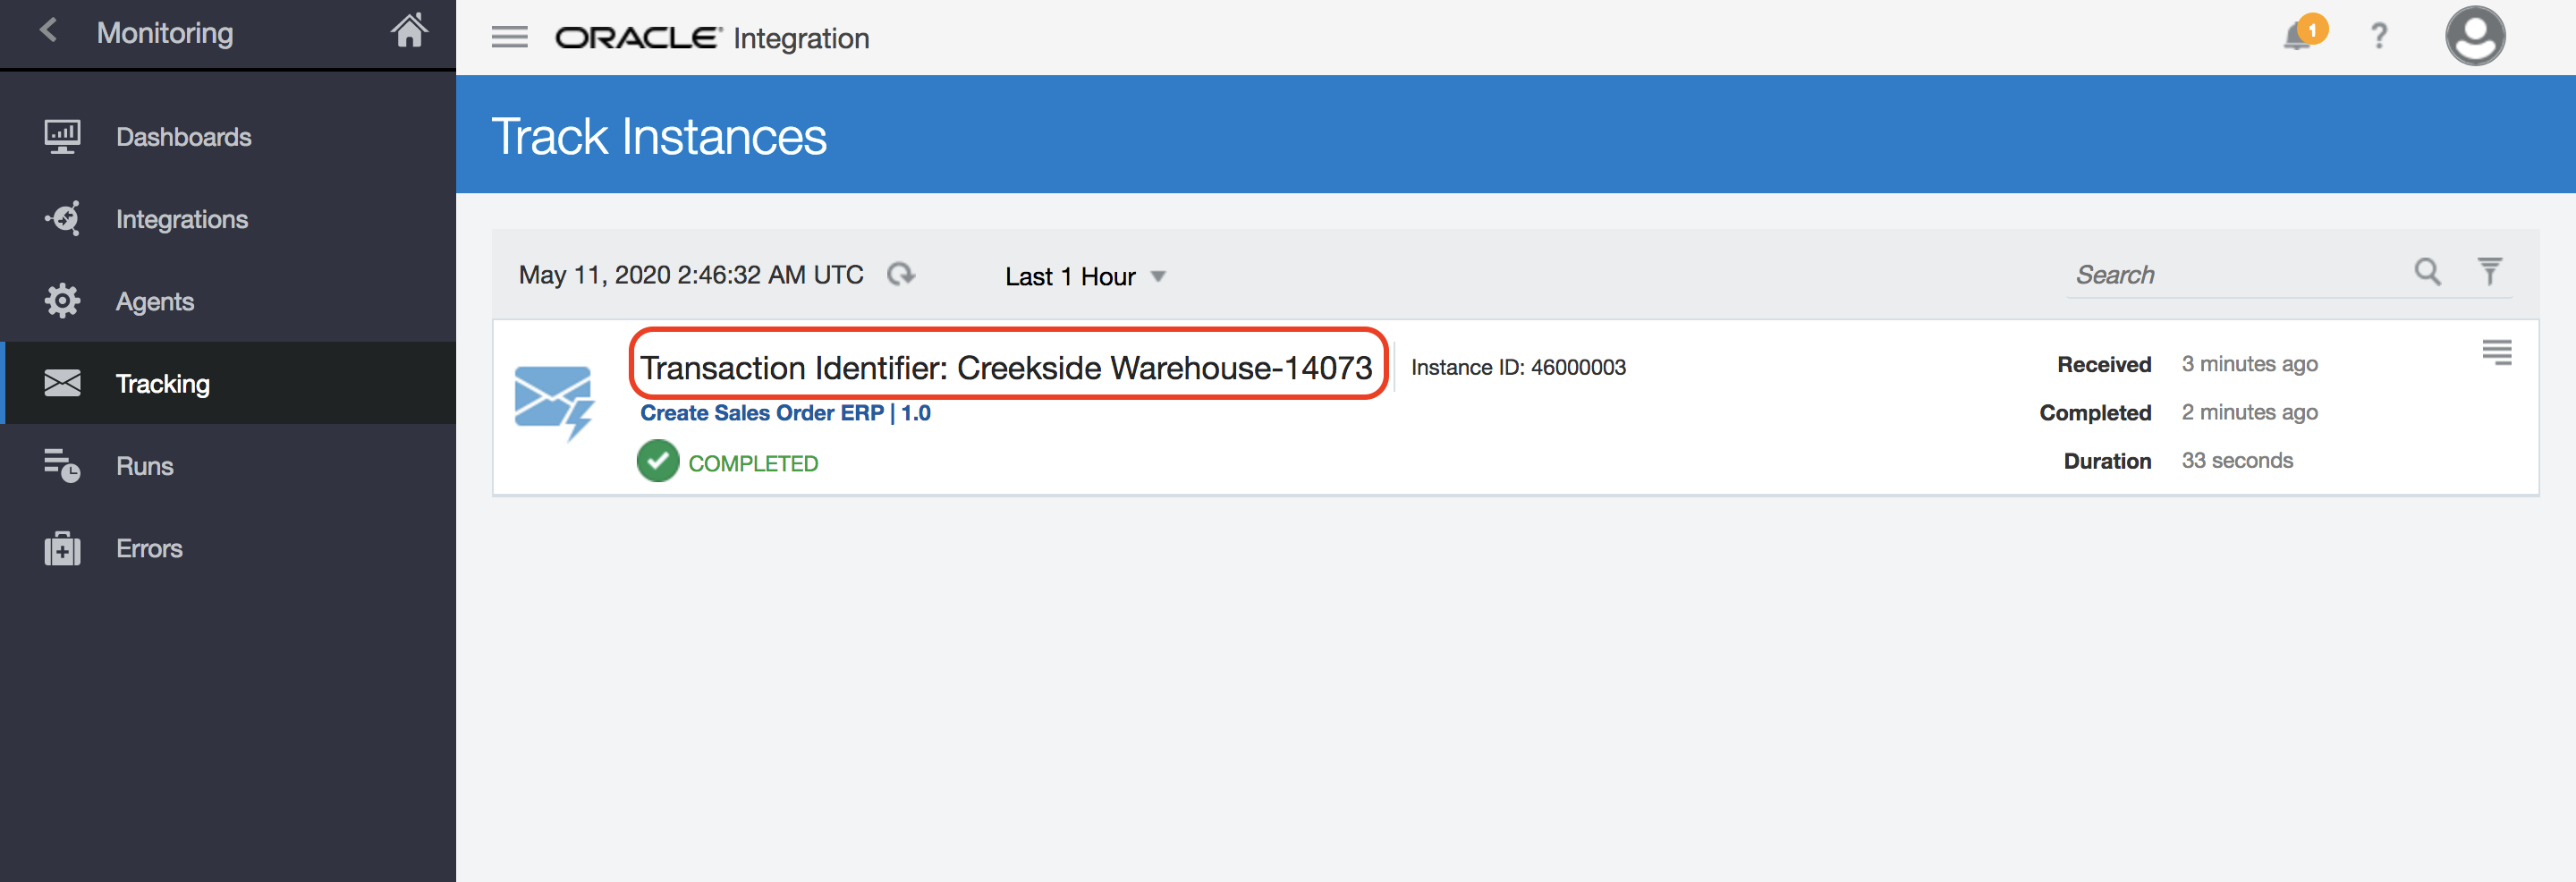 Monitoring
ORACLE Integration
1
?
Dashboards
Integrations
Agents
Tracking
Runs
Errors
Track Instances
May 11, 2020 2:46:32 AM UTC
Last 1 Hour
Search
Transaction Identifier: Creekside Warehouse-14073
Instance ID: 46000003
Create Sales Order ERP | 1.0
COMPLETED
Received 3 minutes ago
Completed 2 minutes ago
Duration 33 seconds